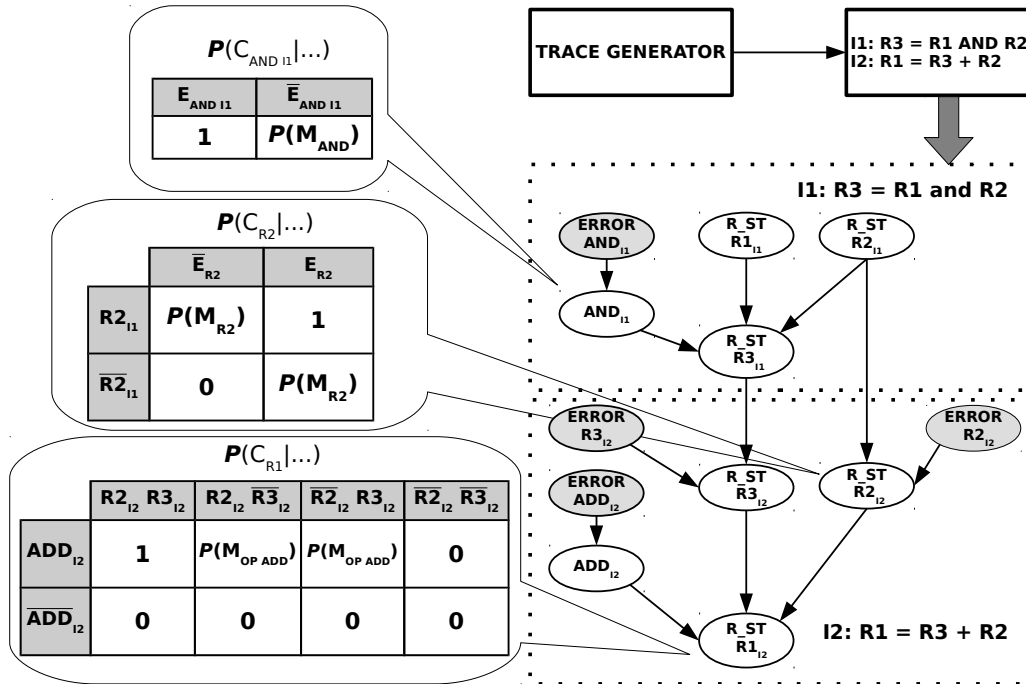 TRACE GENERATOR
I1: R3 = R1 AND R2
I2: R1 = R3 + R2
P(C_AND I1|...)
E_AND I1 E̅_AND I1
1 P(M_AND)
P(C_R2|...)
E̅_R2 E_R2
R2_I1 P(M_R2) 1
R̅2̅_I1 0 P(M_R2)
P(C_R1|...)
R2_I2 R3_I2 R2_I2 R̅3̅_I2 R̅2̅_I2 R3_I2 R̅2̅_I2 R̅3̅_I2
ADD_I2 1 P(M_OP ADD) P(M_OP ADD) 0
A̅D̅D̅_I2 0 0 0 0
I1: R3 = R1 and R2
ERROR
AND_I1
R_ST
R1_I1
R_ST
R2_I1
AND_I1
R_ST
R3_I1
ERROR
R3_I2
ERROR
R2_I2
ERROR
ADD_I2
R_ST
R3_I2
R_ST
R2_I2
ADD_I2
R_ST
R1_I2
I2: R1 = R3 + R2